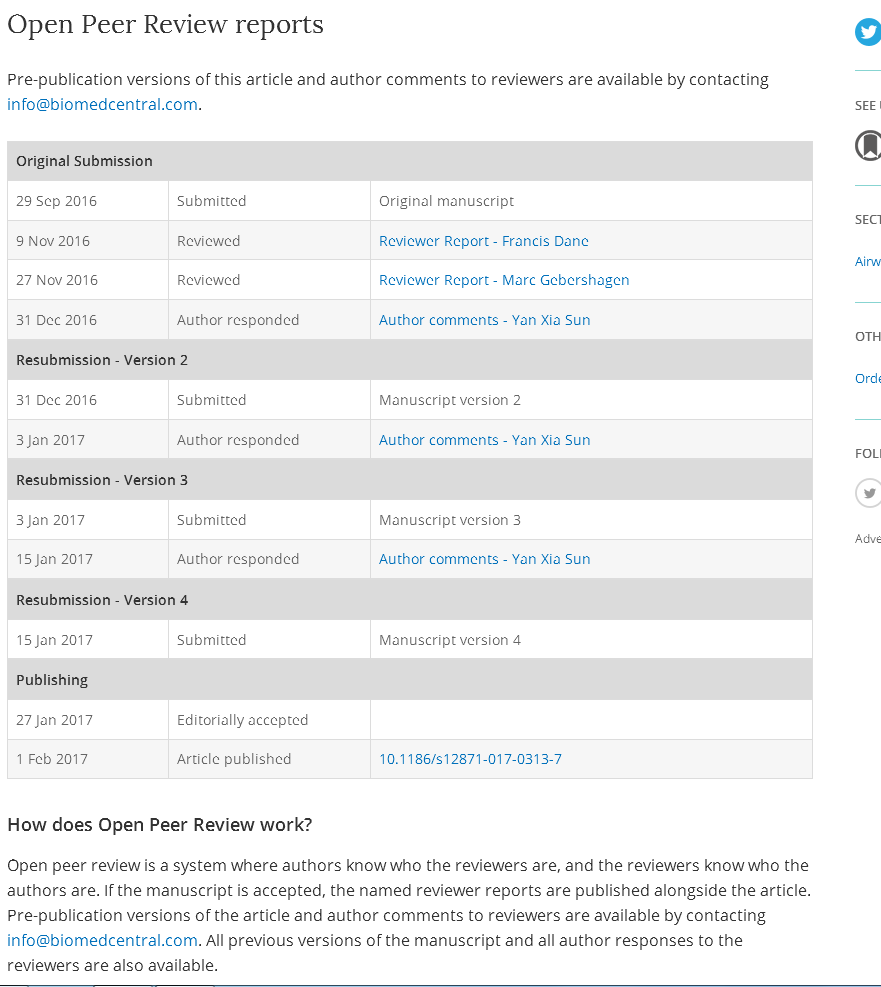 Open Peer Review reports
Pre-publication versions of this article and author comments to reviewers are available by contacting
info@biomedcentral.com.
Original Submission
29 Sep 2016 Submitted Original manuscript
9 Nov 2016 Reviewed Reviewer Report - Francis Dane
27 Nov 2016 Reviewed Reviewer Report - Marc Gebershagen
31 Dec 2016 Author responded Author comments - Yan Xia Sun
Resubmission - Version 2
31 Dec 2016 Submitted Manuscript version 2
3 Jan 2017 Author responded Author comments - Yan Xia Sun
Resubmission - Version 3
3 Jan 2017 Submitted Manuscript version 3
15 Jan 2017 Author responded Author comments - Yan Xia Sun
Resubmission - Version 4
15 Jan 2017 Submitted Manuscript version 4
Publishing
27 Jan 2017 Editorially accepted
1 Feb 2017 Article published 10.1186/s12871-017-0313-7
How does Open Peer Review work?
Open peer review is a system where authors know who the reviewers are, and the reviewers know who the
authors are. If the manuscript is accepted, the named reviewer reports are published alongside the article.
Pre-publication versions of the article and author comments to reviewers are available by contacting
info@biomedcentral.com. All previous versions of the manuscript and all author responses to the
reviewers are also available.
SEE
SECT
Airw
OTH
Orde
FOLL
Adve